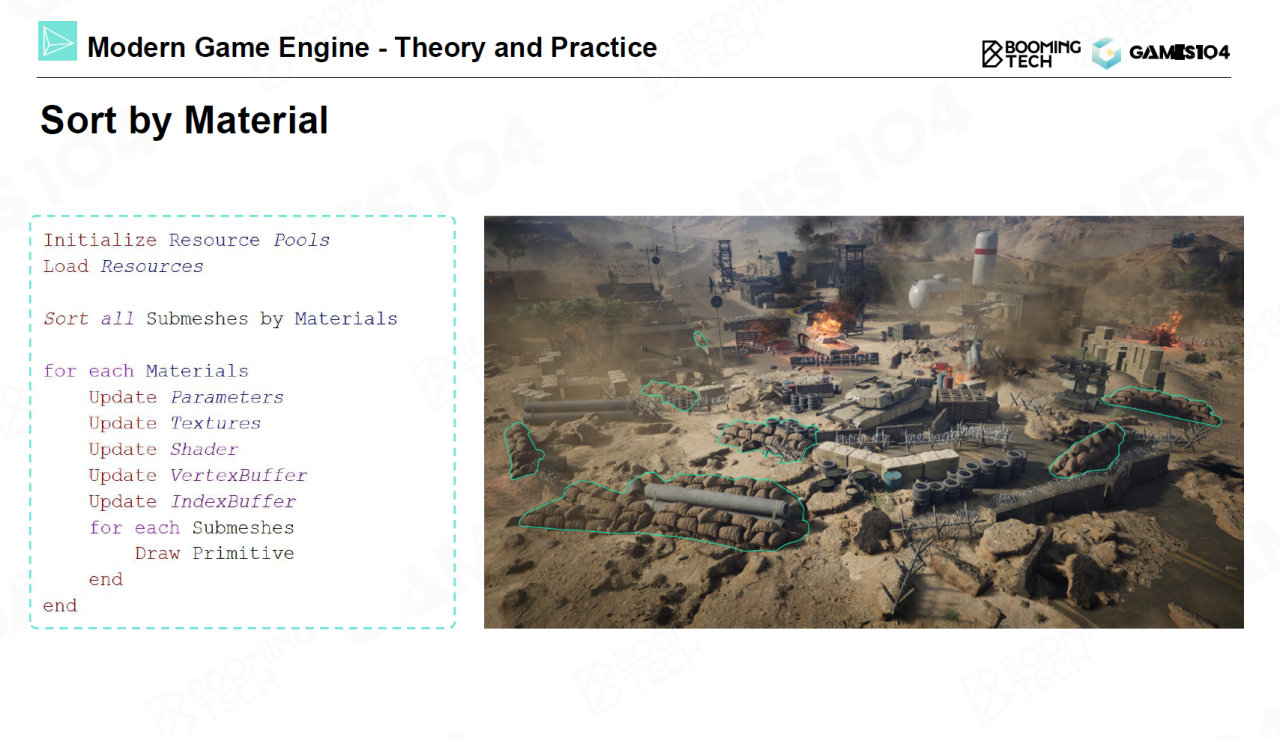 Modern Game Engine - Theory and Practice
BOOMING TECH
GAMES104
Sort by Material
Initialize Resource Pools
Load Resources
Sort all Submeshes by Materials
for each Materials
Update Parameters
Update Textures
Update Shader
Update VertexBuffer
Update IndexBuffer
for each Submeshes
Draw Primitive
end
end